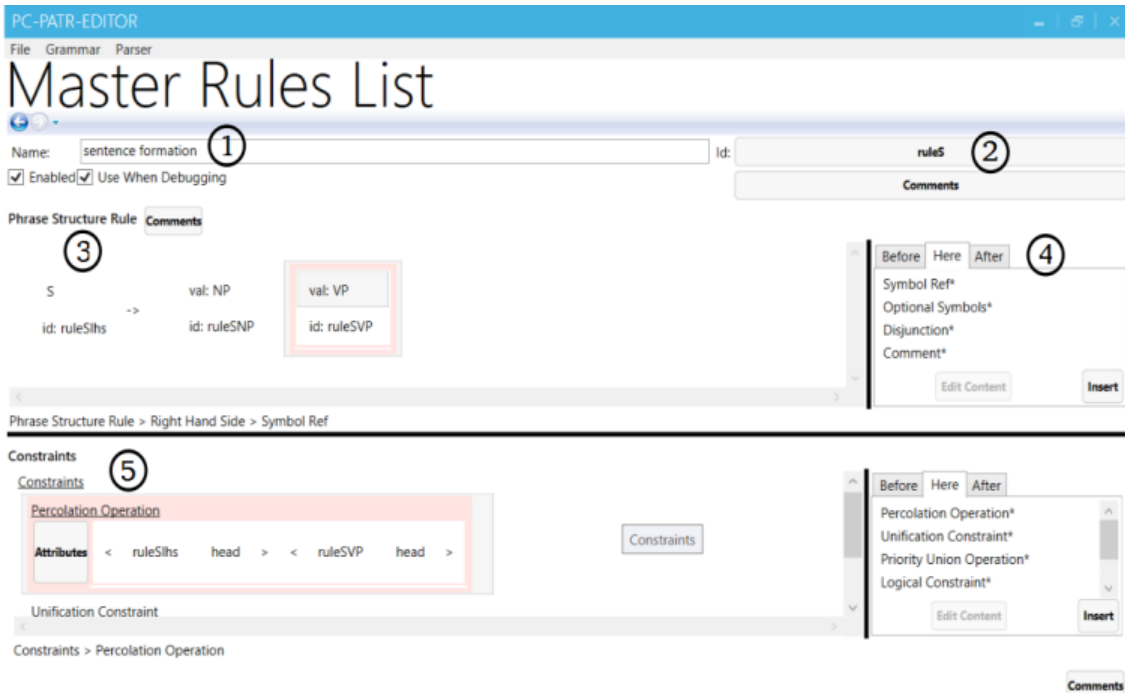 PC-PATR-EDITOR
File Grammar Parser
Master Rules List
Name: sentence formation 1 Id: ruleS 2
Enabled Use When Debugging Comments
Phrase Structure Rule Comments
3
Before Here After 4
S -> val: NP val: VP
id: ruleSlhs id: ruleSNP id: ruleSVP
Symbol Ref*
Optional Symbols*
Disjunction*
Comment*
Edit Content Insert
Phrase Structure Rule > Right Hand Side > Symbol Ref
Constraints
5
Constraints
Percolation Operation
Attributes < ruleSlhs head > < ruleSVP head >
Constraints
Unification Constraint
Before Here After
Percolation Operation*
Unification Constraint*
Priority Union Operation*
Logical Constraint*
Edit Content Insert
Constraints > Percolation Operation
Comments